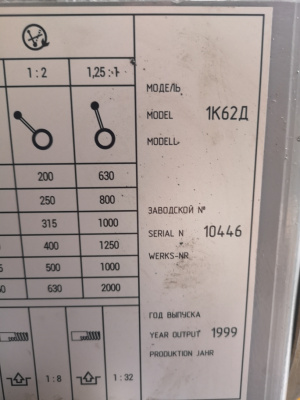 1:2 1,25:1
МОДЕЛЬ
MODEL 1К62Д
MODELL
200 630
250 800
315 1000
400 1250
500 1000
630 2000
ЗАВОДСКОЙ №
SERIAL N 10446
WERKS-NR
ГОД ВЫПУСКА
YEAR OUTPUT 1999
PRODUKTION JAHR
1:8 1:32